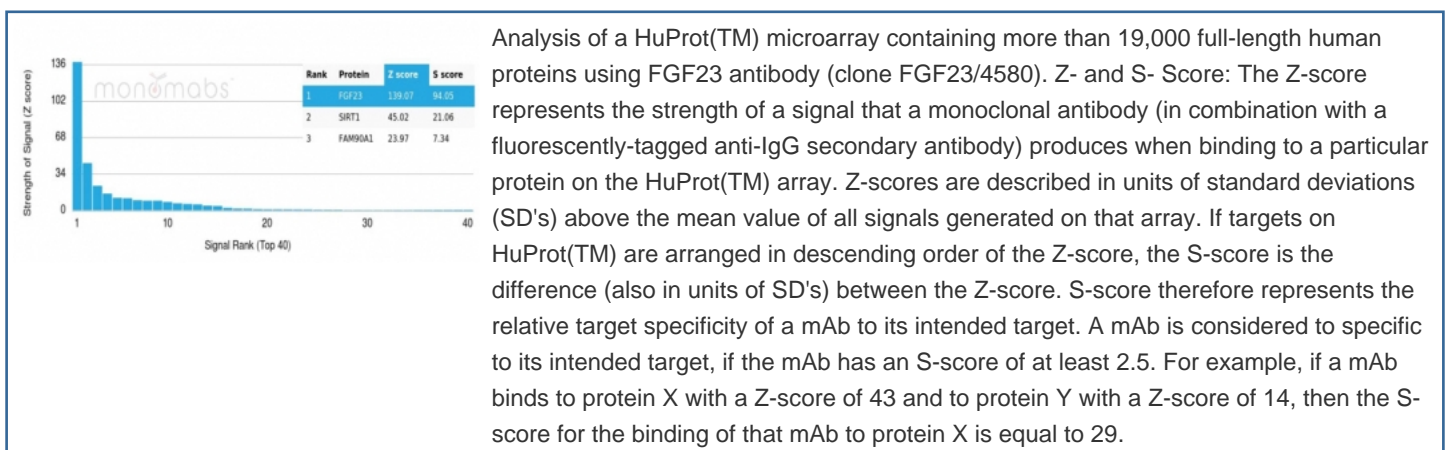 136
102
68
34
0
Strength of Signal (Z score)
monomabs
Rank Protein Z score S score
1 FGF23 139.07 94.05
2 SIRT1 45.02 21.06
3 FAM90A1 23.97 7.34
1 10 20 30 40
Signal Rank (Top 40)
Analysis of a HuProt(TM) microarray containing more than 19,000 full-length human
proteins using FGF23 antibody (clone FGF23/4580). Z- and S- Score: The Z-score
represents the strength of a signal that a monoclonal antibody (in combination with a
fluorescently-tagged anti-IgG secondary antibody) produces when binding to a particular
protein on the HuProt(TM) array. Z-scores are described in units of standard deviations
(SD's) above the mean value of all signals generated on that array. If targets on
HuProt(TM) are arranged in descending order of the Z-score, the S-score is the
difference (also in units of SD's) between the Z-score. S-score therefore represents the
relative target specificity of a mAb to its intended target. A mAb is considered to specific
to its intended target, if the mAb has an S-score of at least 2.5. For example, if a mAb
binds to protein X with a Z-score of 43 and to protein Y with a Z-score of 14, then the S-
score for the binding of that mAb to protein X is equal to 29.